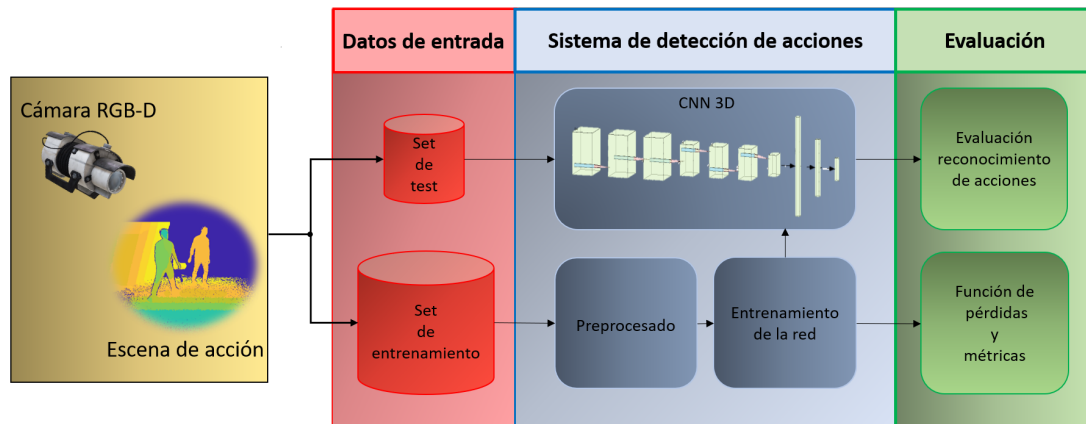 Datos de entrada
Sistema de detección de acciones
Evaluación
Cámara RGB-D
Escena de acción
Set
de
test
CNN 3D
Evaluación
reconocimiento
de acciones
Set
de
entrenamiento
Preprocesado
Entrenamiento
de la red
Función de
pérdidas
y
métricas